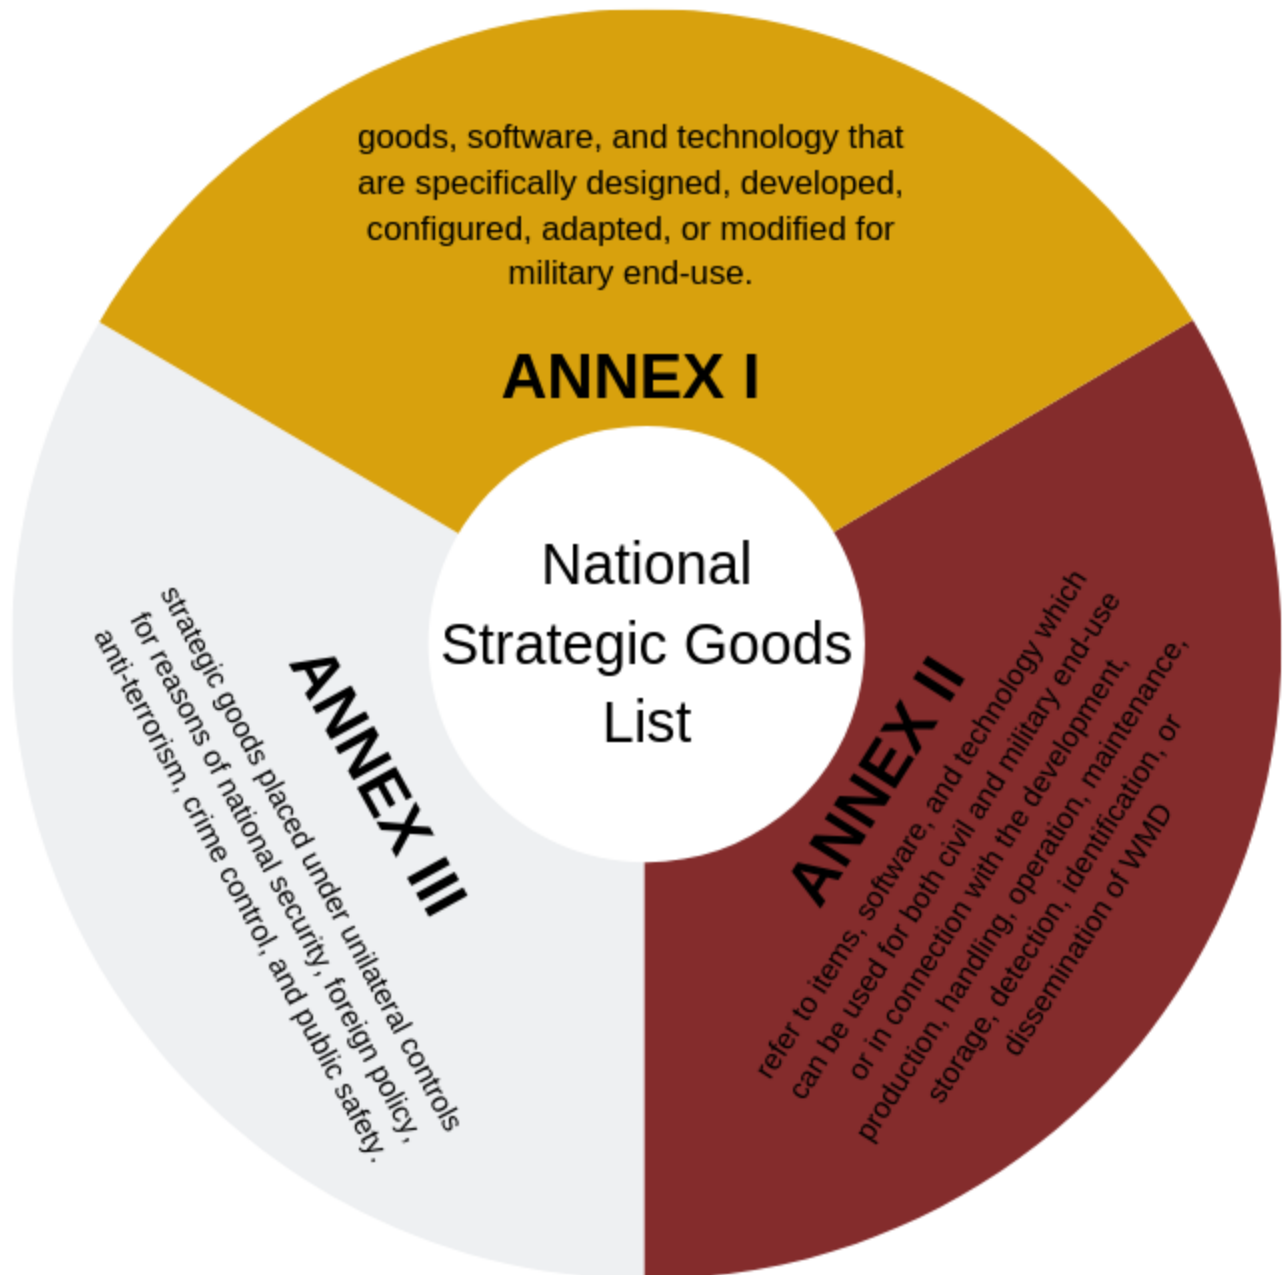 goods, software, and technology that
are specifically designed, developed,
configured, adapted, or modified for
military end-use.
ANNEX I
National
Strategic Goods
List
ANNEX II
refer to items, software, and technology which
can be used for both civil and military end-use
or in connection with the development,
production, handling, operation, maintenance,
storage, detection, identification, or
dissemination of WMD
ANNEX III
strategic goods placed under unilateral controls
for reasons of national security, foreign policy,
anti-terrorism, crime control, and public safety.